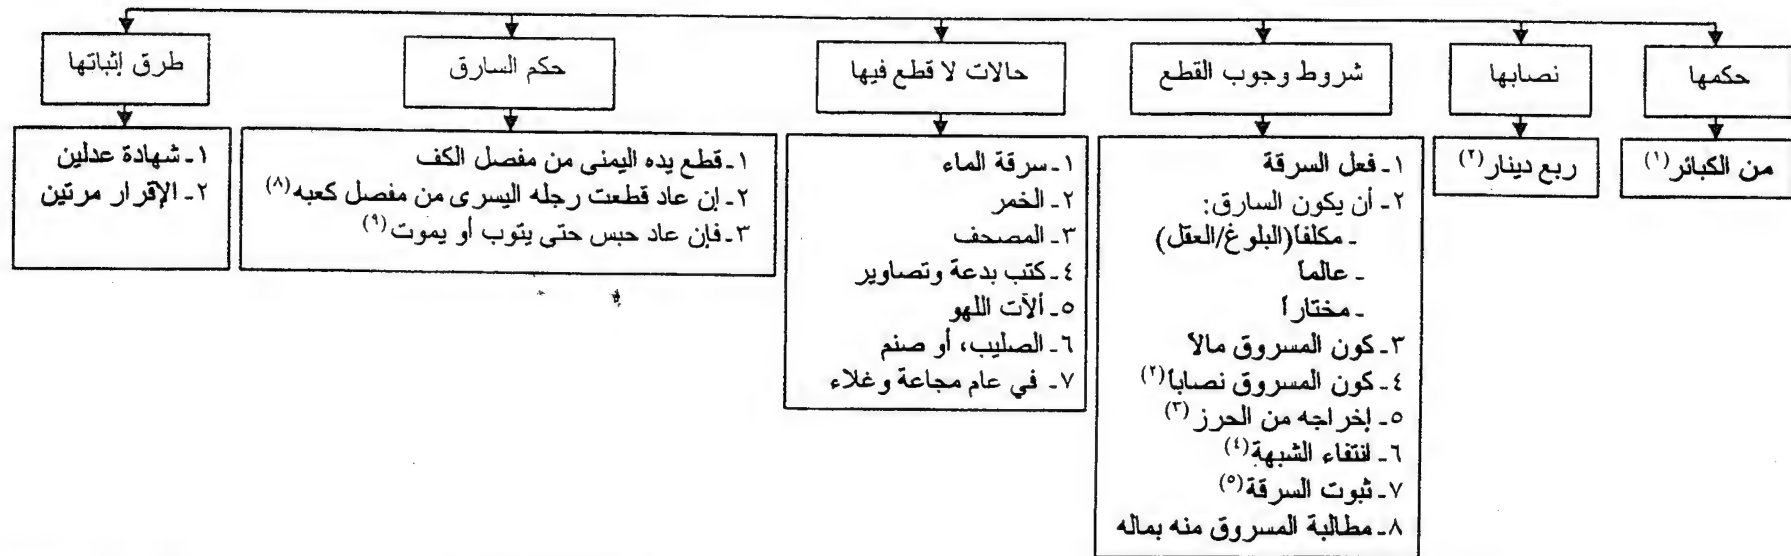 حكمها
من الكبائر(١)
نصابها
ربع دينار(٢)
شروط وجوب القطع
١- فعل السرقة
٢- أن يكون السارق:
- مكلفاً(البلوغ/العقل)
- عالماً
- مختاراً
٣- كون المسروق مالاً
٤- كون المسروق نصاباً(٢)
٥- إخراجه من الحرز(٣)
٦- انتفاء الشبهة(٤)
٧- ثبوت السرقة(٥)
٨- مطالبة المسروق منه بماله
حالات لا قطع فيها
١- سرقة الماء
٢- الخمر
٣- المصحف
٤- كتب بدعة وتصاوير
٥- ألآت اللهو
٦- الصليب، أو صنم
٧- في عام مجاعة وغلاء
حكم السارق
١- قطع يده اليمنى من مفصل الكف
٢- إن عاد قطعت رجله اليسرى من مفصل كعبه(٨)
٣- فإن عاد حبس حتى يتوب أو يموت(٩)
طرق إثباتها
١- شهادة عدلين
٢- الإقرار مرتين